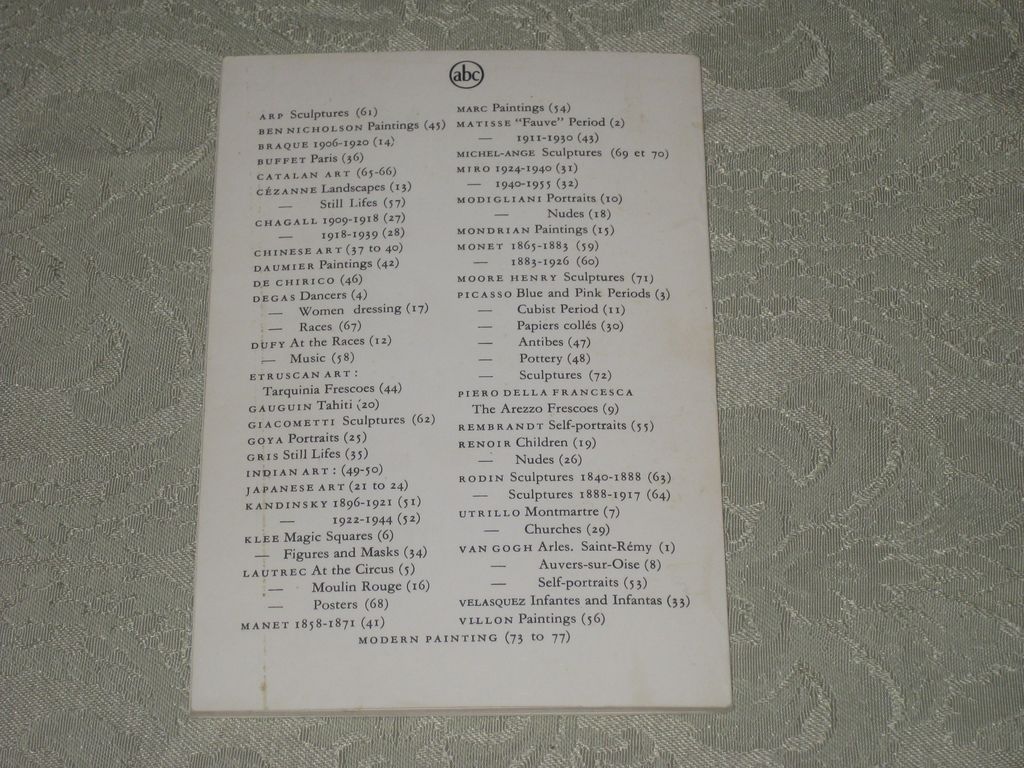 abc
ARP Sculptures (61)
BEN NICHOLSON Paintings (45)
BRAQUE 1906-1920 (14)
BUFFET Paris (36)
CATALAN ART (65-66)
CÉZANNE Landscapes (13)
— Still Lifes (57)
CHAGALL 1909-1918 (27)
— 1918-1939 (28)
CHINESE ART (37 to 40)
DAUMIER Paintings (42)
DE CHIRICO (46)
DEGAS Dancers (4)
— Women dressing (17)
— Races (67)
DUFY At the Races (12)
— Music (58)
ETRUSCAN ART :
Tarquinia Frescoes (44)
GAUGUIN Tahiti (20)
GIACOMETTI Sculptures (62)
GOYA Portraits (25)
GRIS Still Lifes (35)
INDIAN ART : (49-50)
JAPANESE ART (21 to 24)
KANDINSKY 1896-1921 (51)
— 1922-1944 (52)
KLEE Magic Squares (6)
— Figures and Masks (34)
LAUTREC At the Circus (5)
— Moulin Rouge (16)
— Posters (68)
MANET 1858-1871 (41)
MARC Paintings (54)
MATISSE "Fauve" Period (2)
— 1911-1930 (43)
MICHEL-ANGE Sculptures (69 et 70)
MIRO 1924-1940 (31)
— 1940-1955 (32)
MODIGLIANI Portraits (10)
— Nudes (18)
MONDRIAN Paintings (15)
MONET 1865-1883 (59)
— 1883-1926 (60)
MOORE HENRY Sculptures (71)
PICASSO Blue and Pink Periods (3)
— Cubist Period (11)
— Papiers collés (30)
— Antibes (47)
— Pottery (48)
— Sculptures (72)
PIERO DELLA FRANCESCA
The Arezzo Frescoes (9)
REMBRANDT Self-portraits (55)
RENOIR Children (19)
— Nudes (26)
RODIN Sculptures 1840-1888 (63)
— Sculptures 1888-1917 (64)
UTRILLO Montmartre (7)
— Churches (29)
VAN GOGH Arles. Saint-Rémy (1)
— Auvers-sur-Oise (8)
— Self-portraits (53)
VELASQUEZ Infantes and Infantas (33)
VILLON Paintings (56)
MODERN PAINTING (73 to 77)